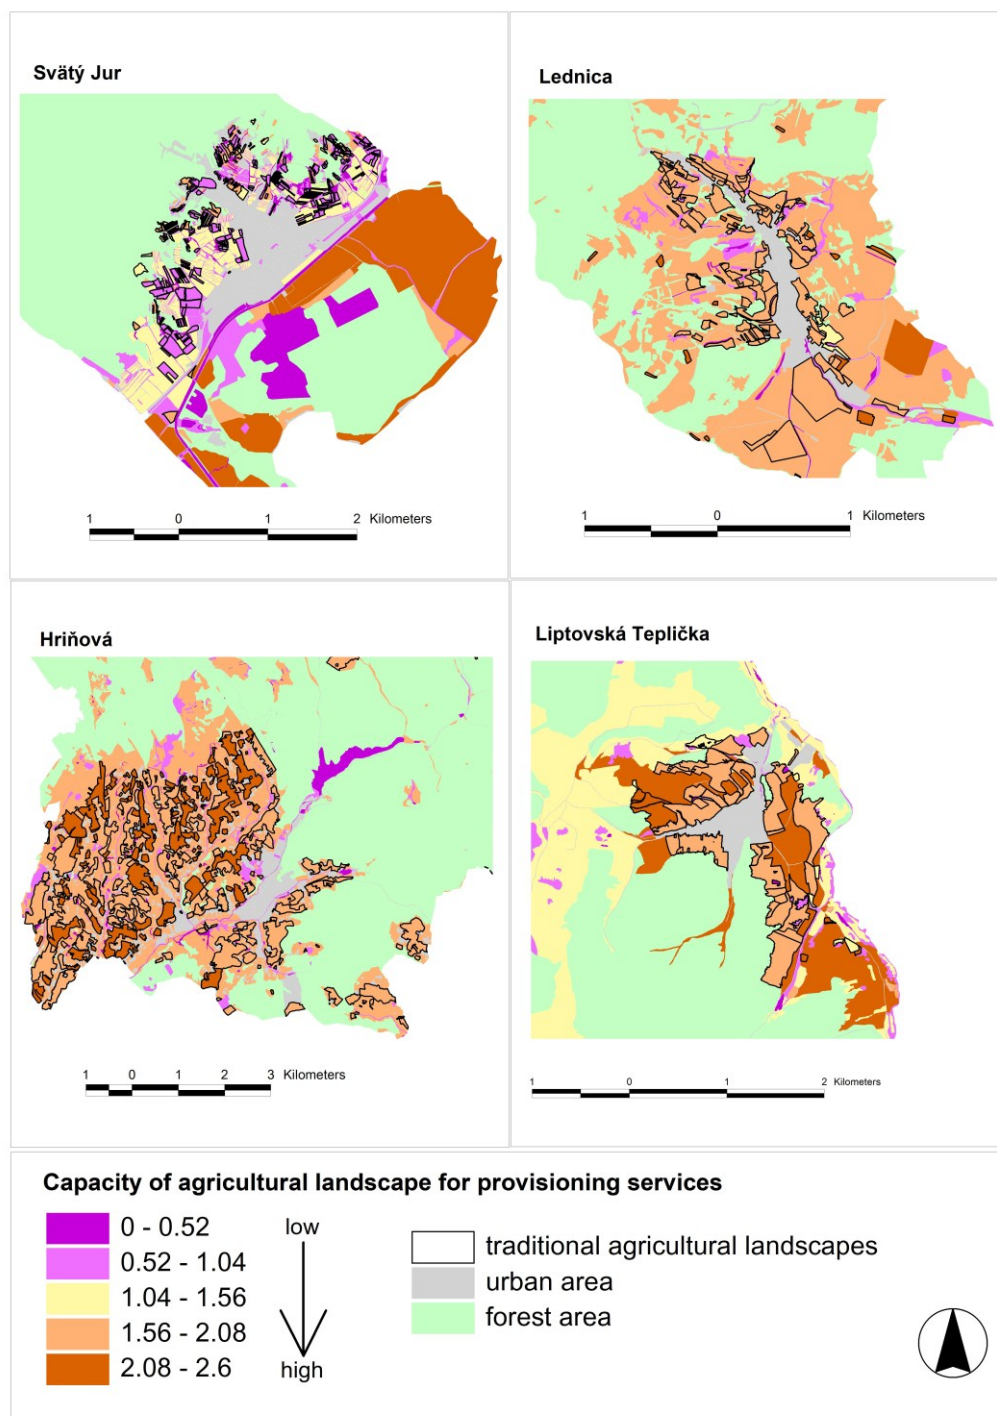 Svätý Jur
1 0 1 2 Kilometers
Lednica
1 0 1 Kilometers
Hriňová
1 0 1 2 3 Kilometers
Liptovská Teplička
1 0 1 2 Kilometers
Capacity of agricultural landscape for provisioning services
0 - 0.52
0.52 - 1.04
1.04 - 1.56
1.56 - 2.08
2.08 - 2.6
low
high
traditional agricultural landscapes
urban area
forest area